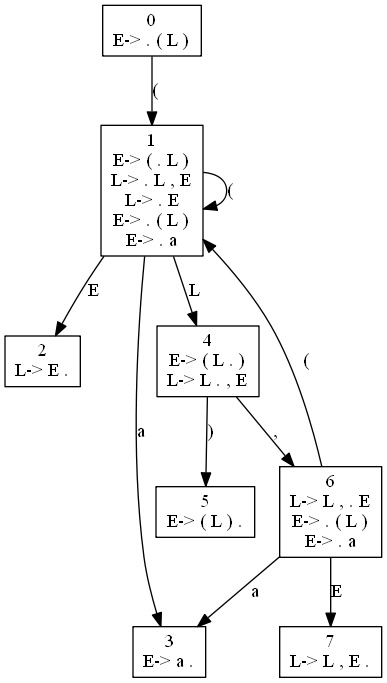 0
E-> . ( L )
(
1
E-> ( . L )
L-> . L , E
L-> . E
E-> . ( L )
E-> . a
(
E
L
a
(
2
L-> E .
4
E-> ( L . )
L-> L . , E
)
,
5
E-> ( L ) .
6
L-> L , . E
E-> . ( L )
E-> . a
a
E
3
E-> a .
7
L-> L , E .